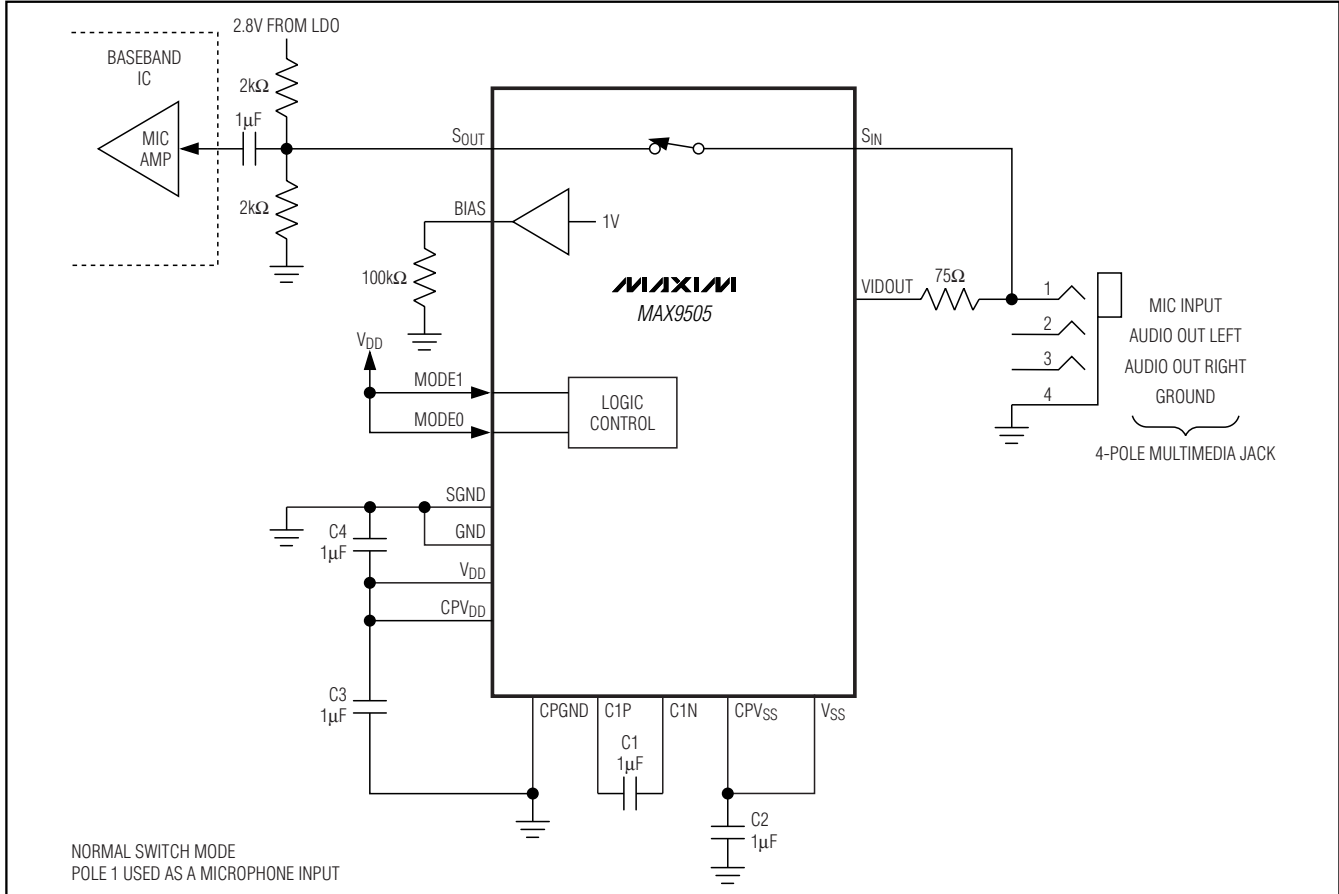 2.8V FROM LDO
BASEBAND
IC
2kΩ
1μF
MIC
AMP
2kΩ
SOUT
SIN
BIAS
1V
100kΩ
MAXIM
MAX9505
VIDOUT
75Ω
1
MIC INPUT
2
AUDIO OUT LEFT
3
AUDIO OUT RIGHT
4
GROUND
4-POLE MULTIMEDIA JACK
VDD
MODE1
MODE0
LOGIC
CONTROL
SGND
GND
C4
1μF
VDD
CPVDD
C3
1μF
CPGND
C1P
C1N
CPVSS
VSS
C1
1μF
C2
1μF
NORMAL SWITCH MODE
POLE 1 USED AS A MICROPHONE INPUT